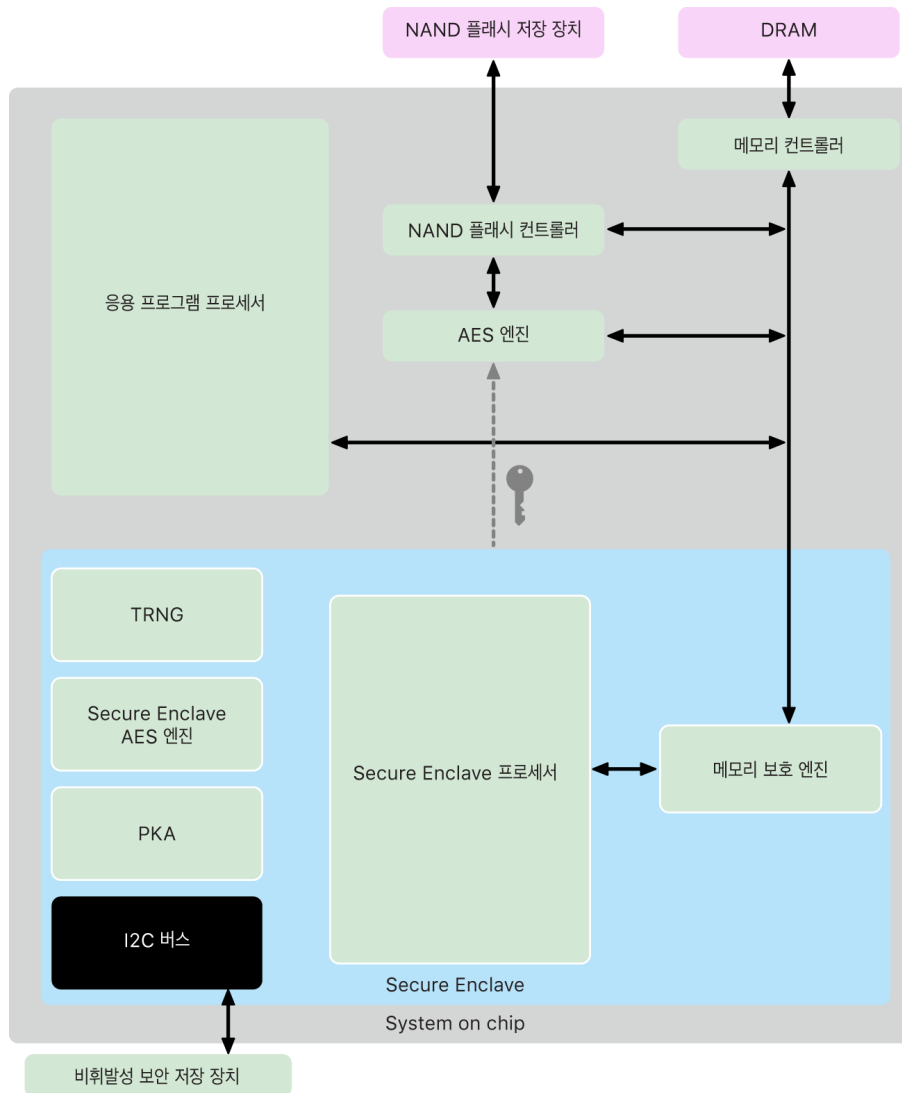 NAND 플래시 저장 장치
DRAM
메모리 컨트롤러
NAND 플래시 컨트롤러
응용 프로그램 프로세서
AES 엔진
TRNG
Secure Enclave
AES 엔진
Secure Enclave 프로세서
메모리 보호 엔진
PKA
I2C 버스
Secure Enclave
System on chip
비휘발성 보안 저장 장치